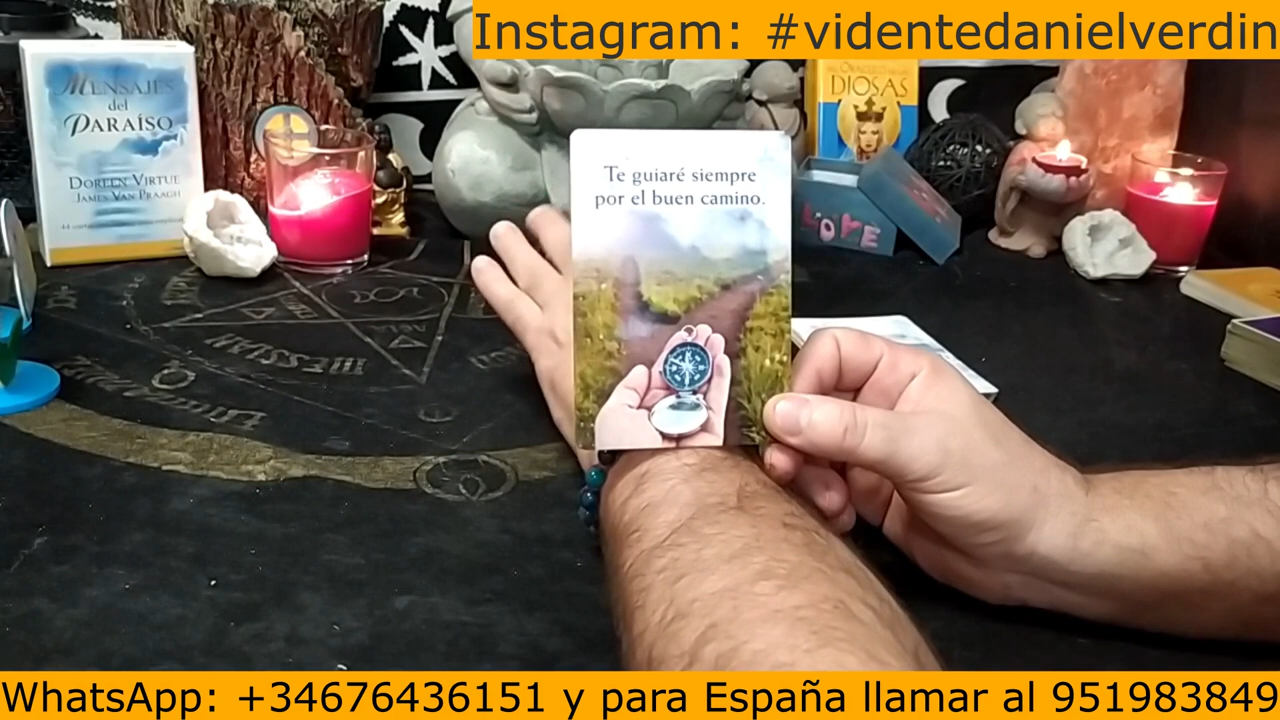 Instagram: #videntedanielverdin
MENSAJES
del
PARAÍSO
DOREEN VIRTUE
JAMES VAN PRAAGH
DIOSAS
Te guiaré siempre
por el buen camino.
LOVE
MESSIAH
WhatsApp: +34676436151 y para España llamar al 951983849